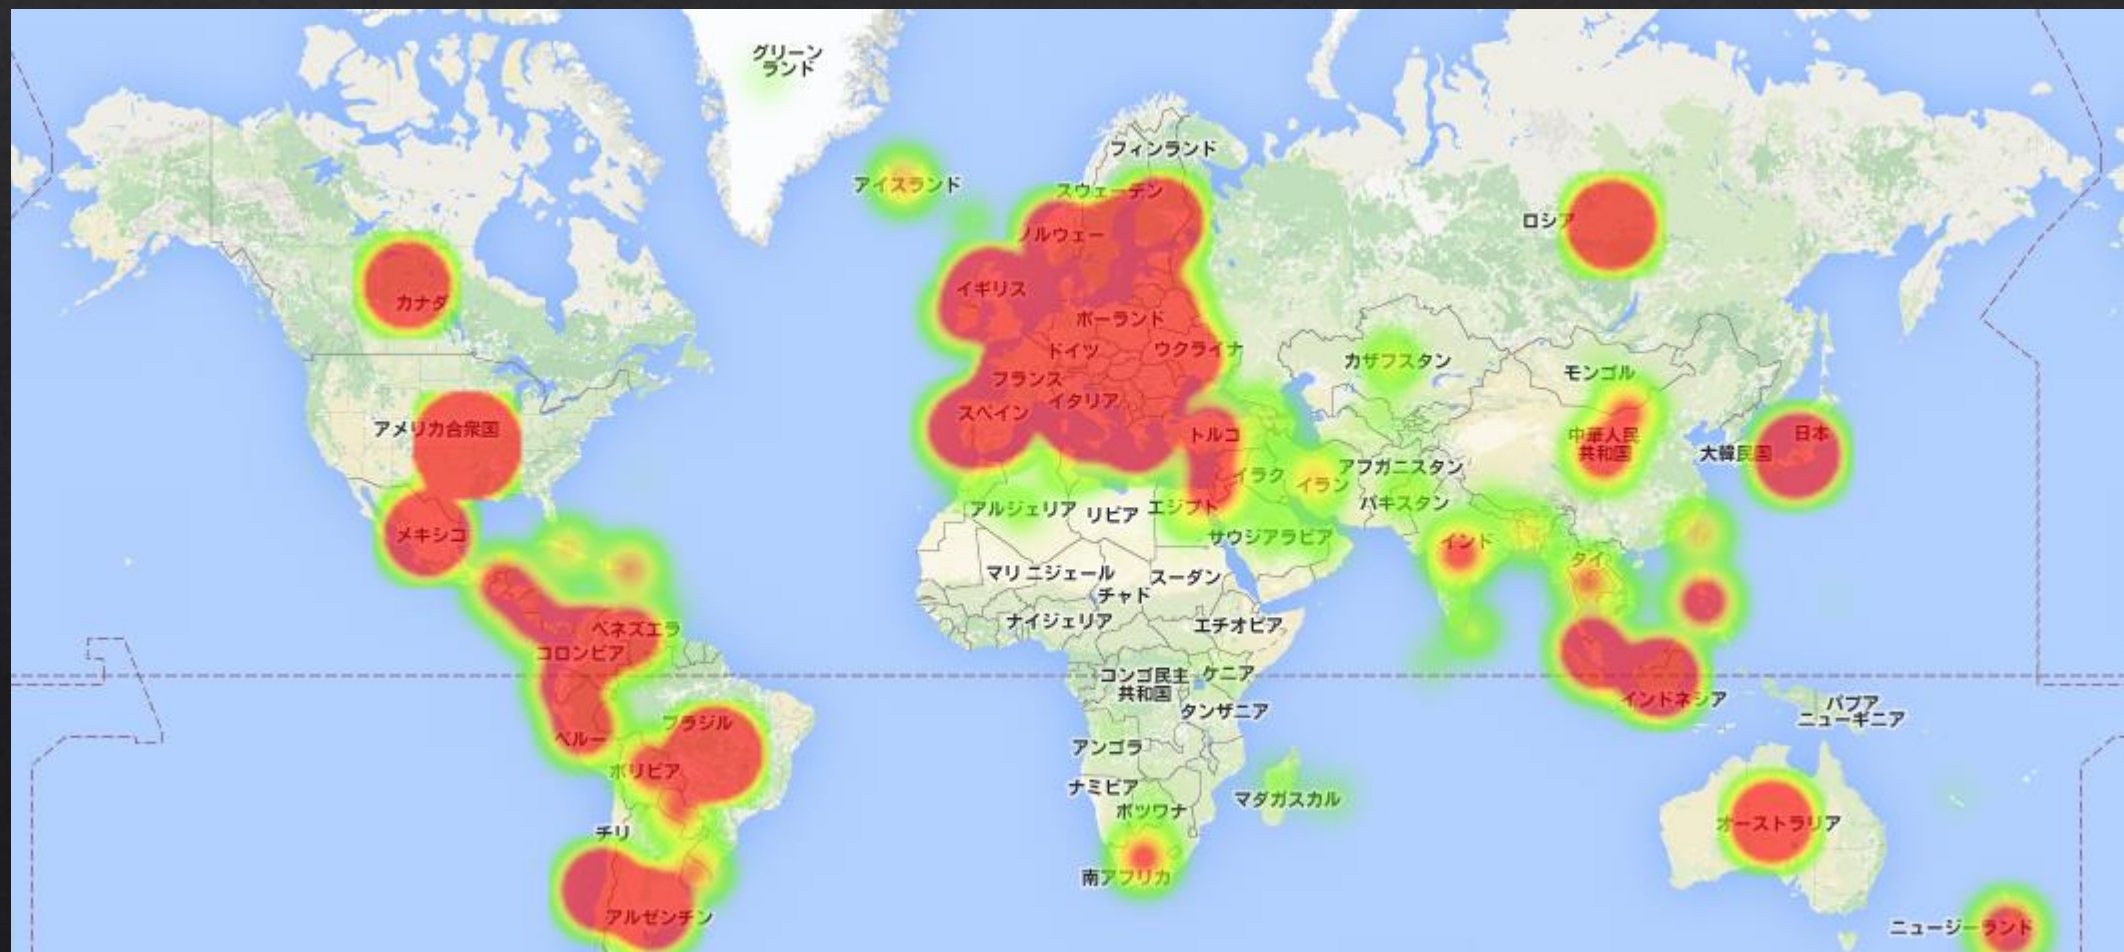 グリーン
ランド
フィンランド
アイスランド
スウェーデン
ロシア
ノルウェー
イギリス
カナダ
ポーランド
ドイツ
ウクライナ
カザフスタン
モンゴル
フランス
イタリア
スペイン
アメリカ合衆国
トルコ
中華人民
共和国
大韓民国
日本
イラク
イラン
アフガニスタン
パキスタン
アルジェリア
リビア
エジプト
メキシコ
サウジアラビア
インド
タイ
マリ
ニジェール
スーダン
チャド
ナイジェリア
エチオピア
ベネズエラ
コロンビア
コンゴ民主
共和国
ケニア
タンザニア
インドネシア
パプア
ニューギニア
ブラジル
ペルー
アンゴラ
ボリビア
ナミビア
ボツワナ
マダガスカル
チリ
オーストラリア
南アフリカ
アルゼンチン
ニュージーランド